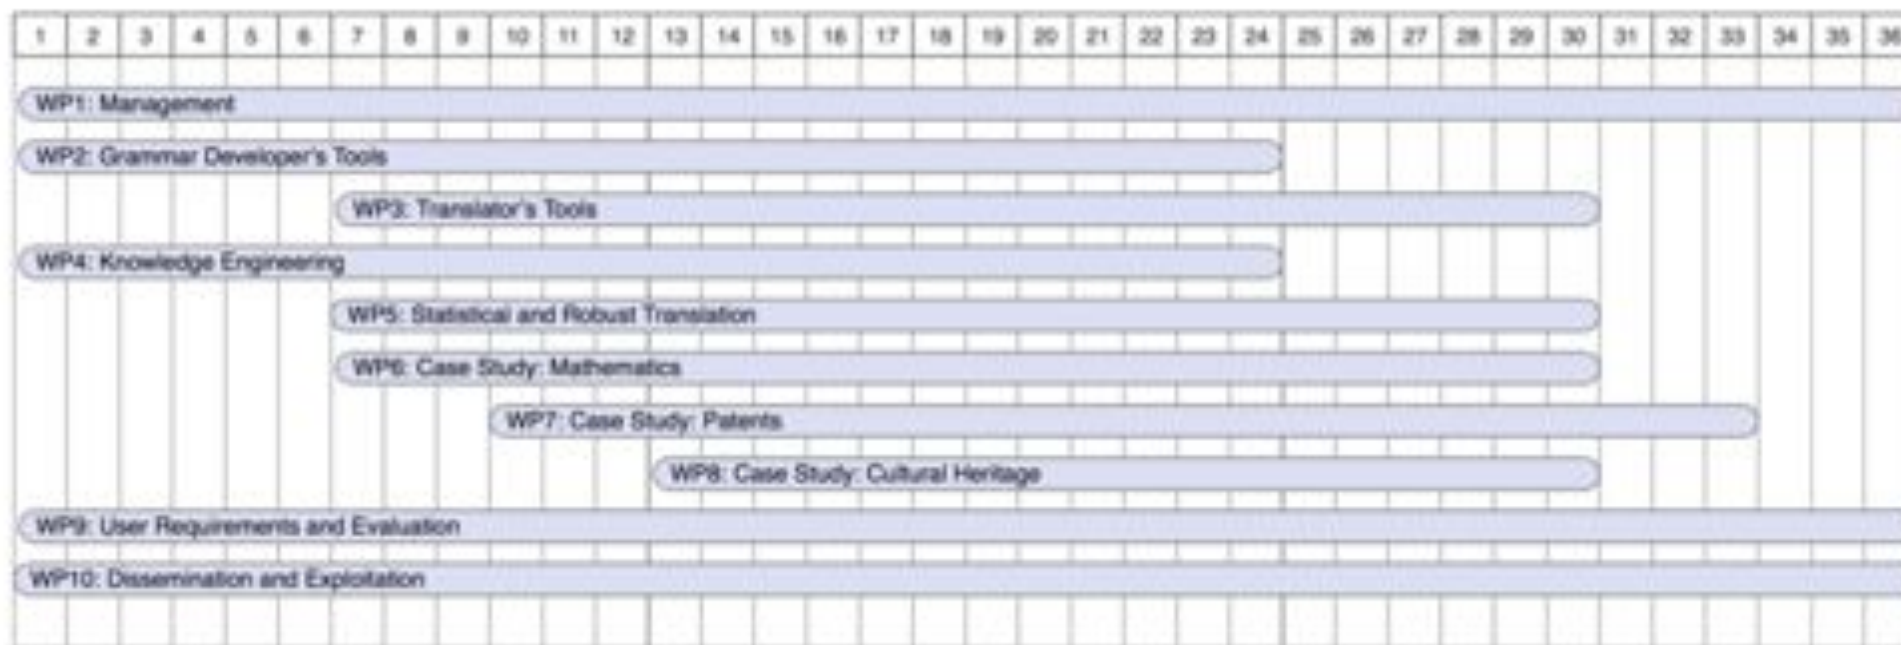 1 2 3 4 5 6 7 8 9 10 11 12 13 14 15 16 17 18 19 20 21 22 23 24 25 26 27 28 29 30 31 32 33 34 35 36
WP1: Management
WP2: Grammar Developer's Tools
WP3: Translator's Tools
WP4: Knowledge Engineering
WP5: Statistical and Robust Translation
WP6: Case Study: Mathematics
WP7: Case Study: Patents
WP8: Case Study: Cultural Heritage
WP9: User Requirements and Evaluation
WP10: Dissemination and Exploitation